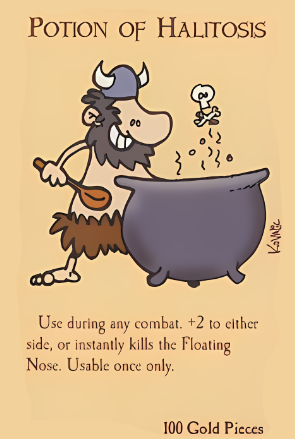 Potion of Halitosis
Kovalic
Use during any combat. +2 to either
side, or instantly kills the Floating
Nose. Usable once only.
100 Gold Pieces